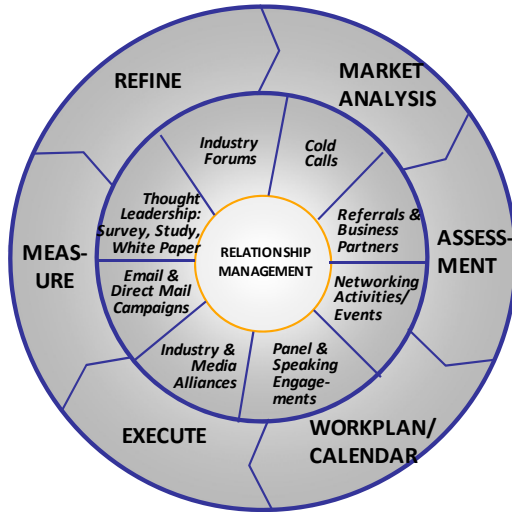 REFINE
MARKET
ANALYSIS
ASSESS-
MENT
WORKPLAN/
CALENDAR
EXECUTE
MEAS-
URE
Industry
Forums
Cold
Calls
Referrals &
Business
Partners
Networking
Activities/
Events
Panel &
Speaking
Engage-
ments
Industry &
Media
Alliances
Email &
Direct Mail
Campaigns
Thought
Leadership:
Survey, Study,
White Paper
RELATIONSHIP
MANAGEMENT